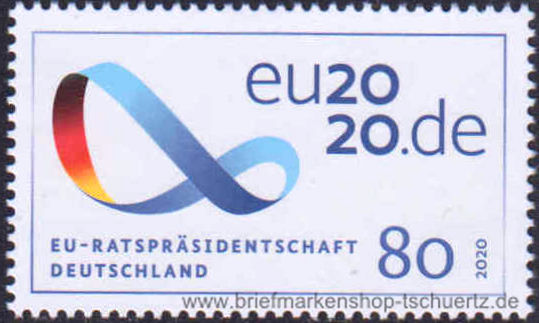 eu20
20.de
EU-RATSPRÄSIDENTSCHAFT
DEUTSCHLAND
80
2020
www.briefmarkenshop-tschuertz.de